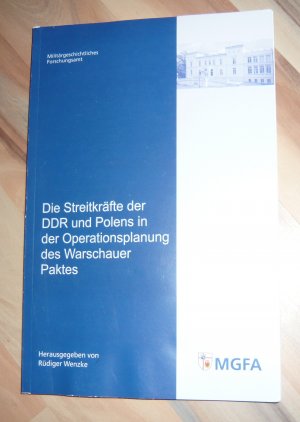 Militärgeschichtliches
Forschungsamt
Die Streitkräfte der
DDR und Polens in
der Operationsplanung
des Warschauer
Paktes
Herausgegeben von
Rüdiger Wenzke
MGFA